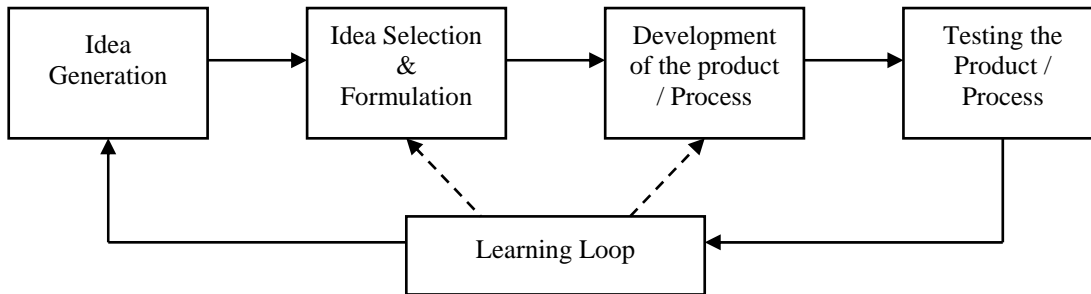 Idea
Generation
Idea Selection
&
Formulation
Development
of the product
/ Process
Testing the
Product /
Process
Learning Loop